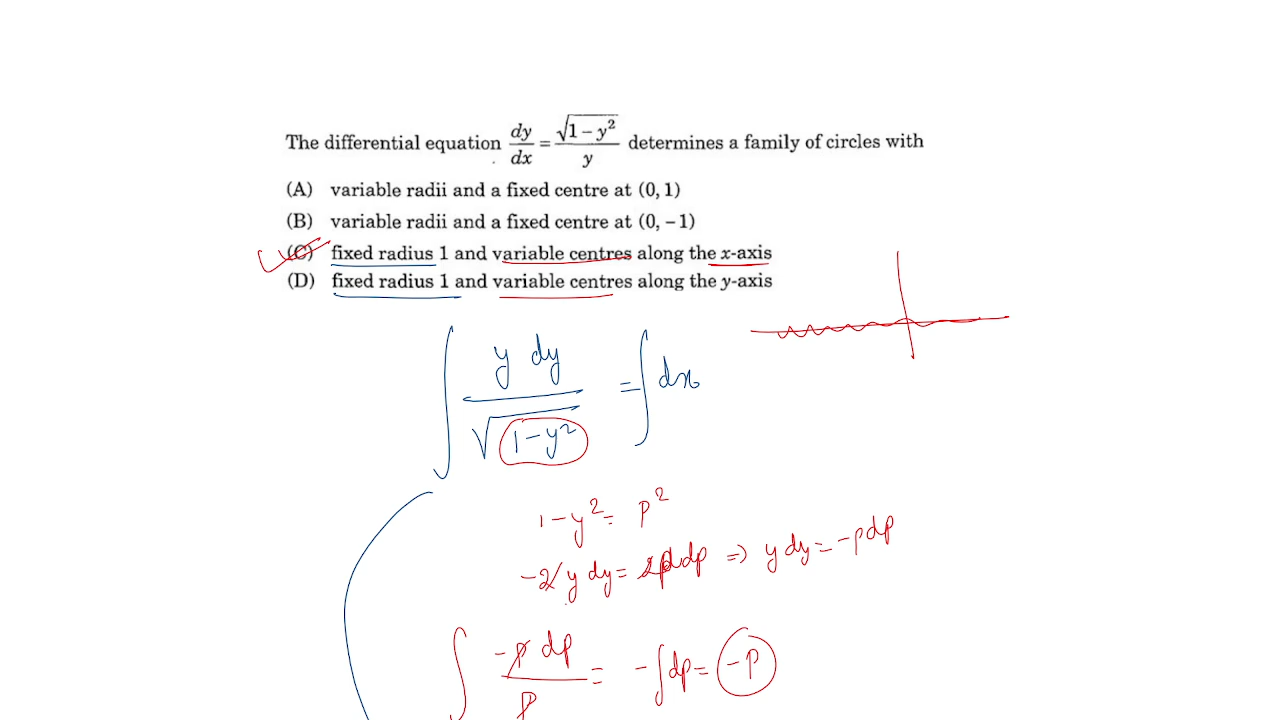 The differential equation dy/dx = √(1 – y²)/y determines a family of circles with
(A) variable radii and a fixed centre at (0, 1)
(B) variable radii and a fixed centre at (0, –1)
(C) fixed radius 1 and variable centres along the x-axis
(D) fixed radius 1 and variable centres along the y-axis
∫ y dy/√(1-y²) = ∫ dx
1-y² = p²
-2y dy = 2p dp ⇒ y dy = -p dp
∫ -p dp/p = -∫dp = -p